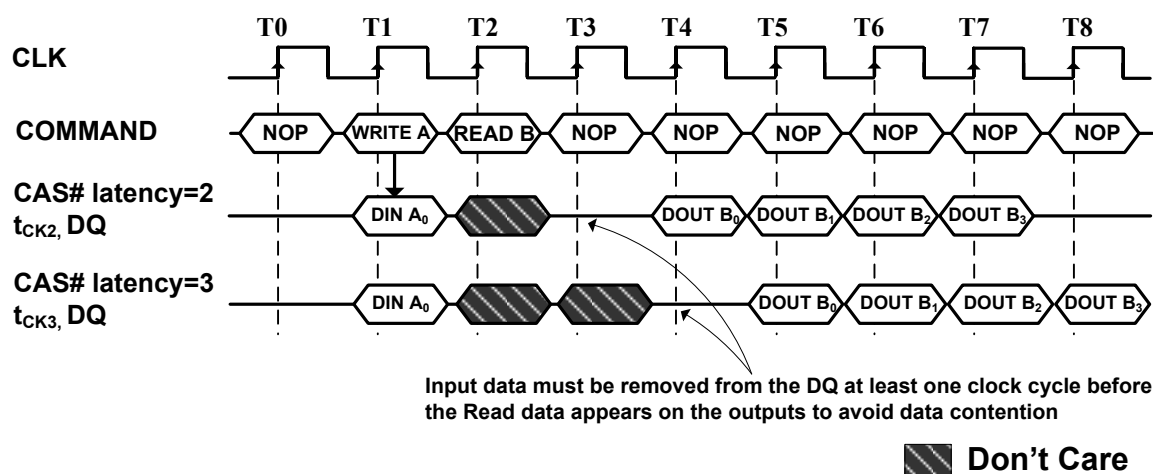 T0 T1 T2 T3 T4 T5 T6 T7 T8
CLK
COMMAND NOP WRITE A READ B NOP NOP NOP NOP NOP NOP
CAS# latency=2
tCK2, DQ DIN A0 DOUT B0 DOUT B1 DOUT B2 DOUT B3
CAS# latency=3
tCK3, DQ DIN A0 DOUT B0 DOUT B1 DOUT B2 DOUT B3
Input data must be removed from the DQ at least one clock cycle before
the Read data appears on the outputs to avoid data contention
Don't Care